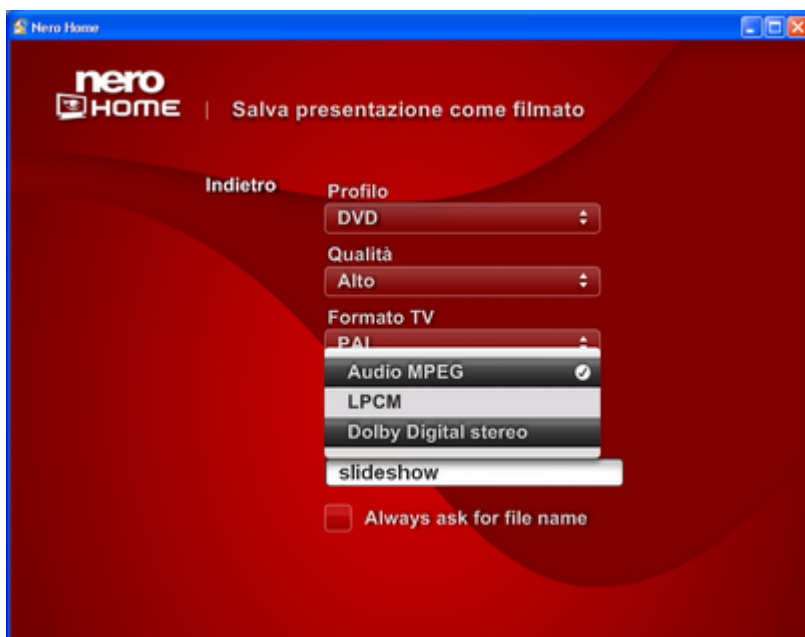 Nero Home
nero
HOME | Salva presentazione come filmato
Indietro
Profilo
DVD
Qualità
Alto
Formato TV
PAL
Audio MPEG
LPCM
Dolby Digital stereo
slideshow
Always ask for file name